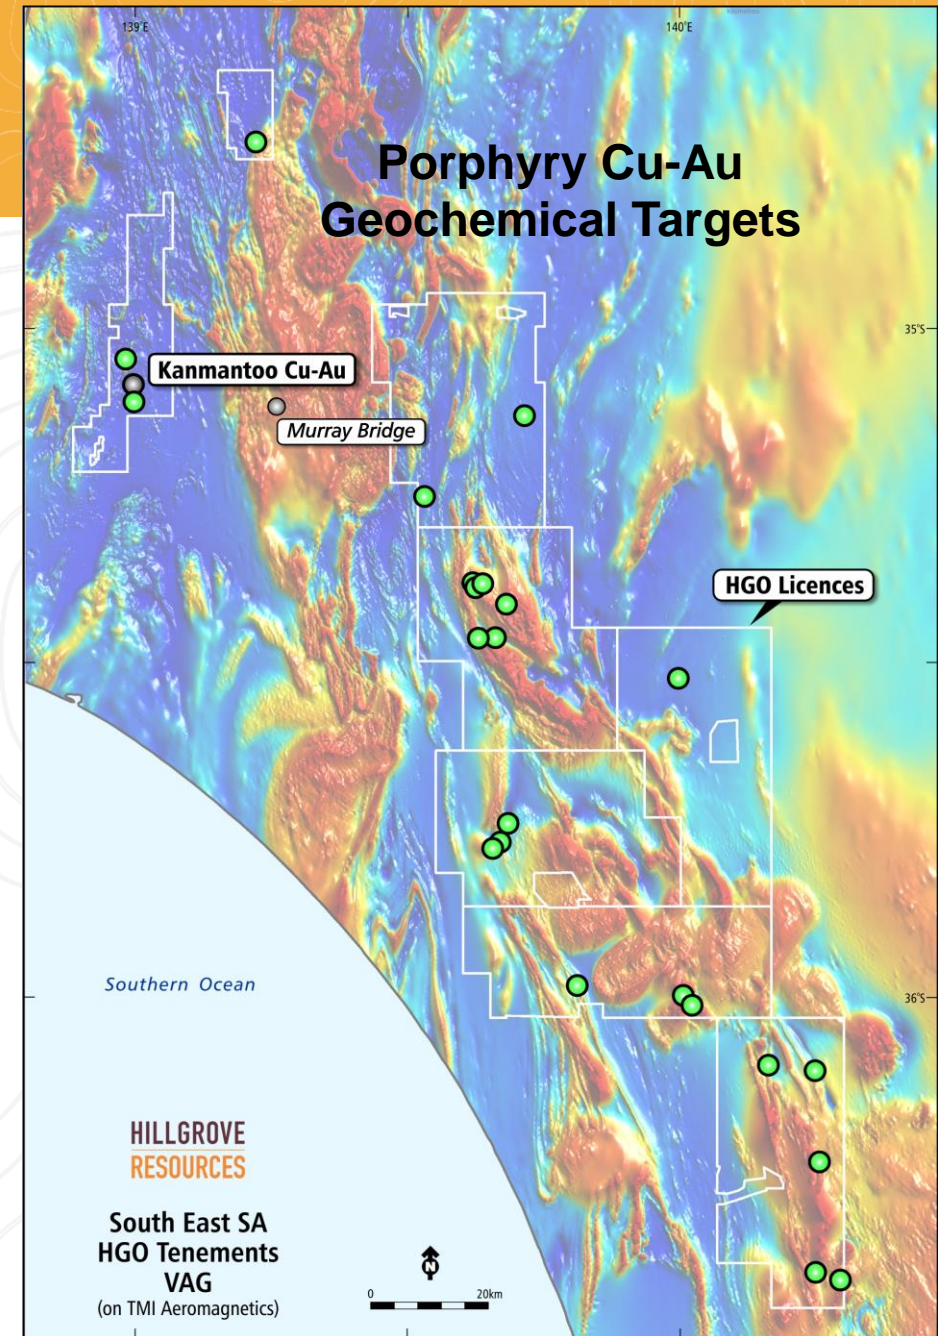 139°E
140°E
Porphyry Cu-Au
Geochemical Targets
35°S
Kanmantoo Cu-Au
Murray Bridge
HGO Licences
Southern Ocean
36°S
HILLGROVE
RESOURCES
South East SA
HGO Tenements
VAG
(on TMI Aeromagnetics)
N
0 20km